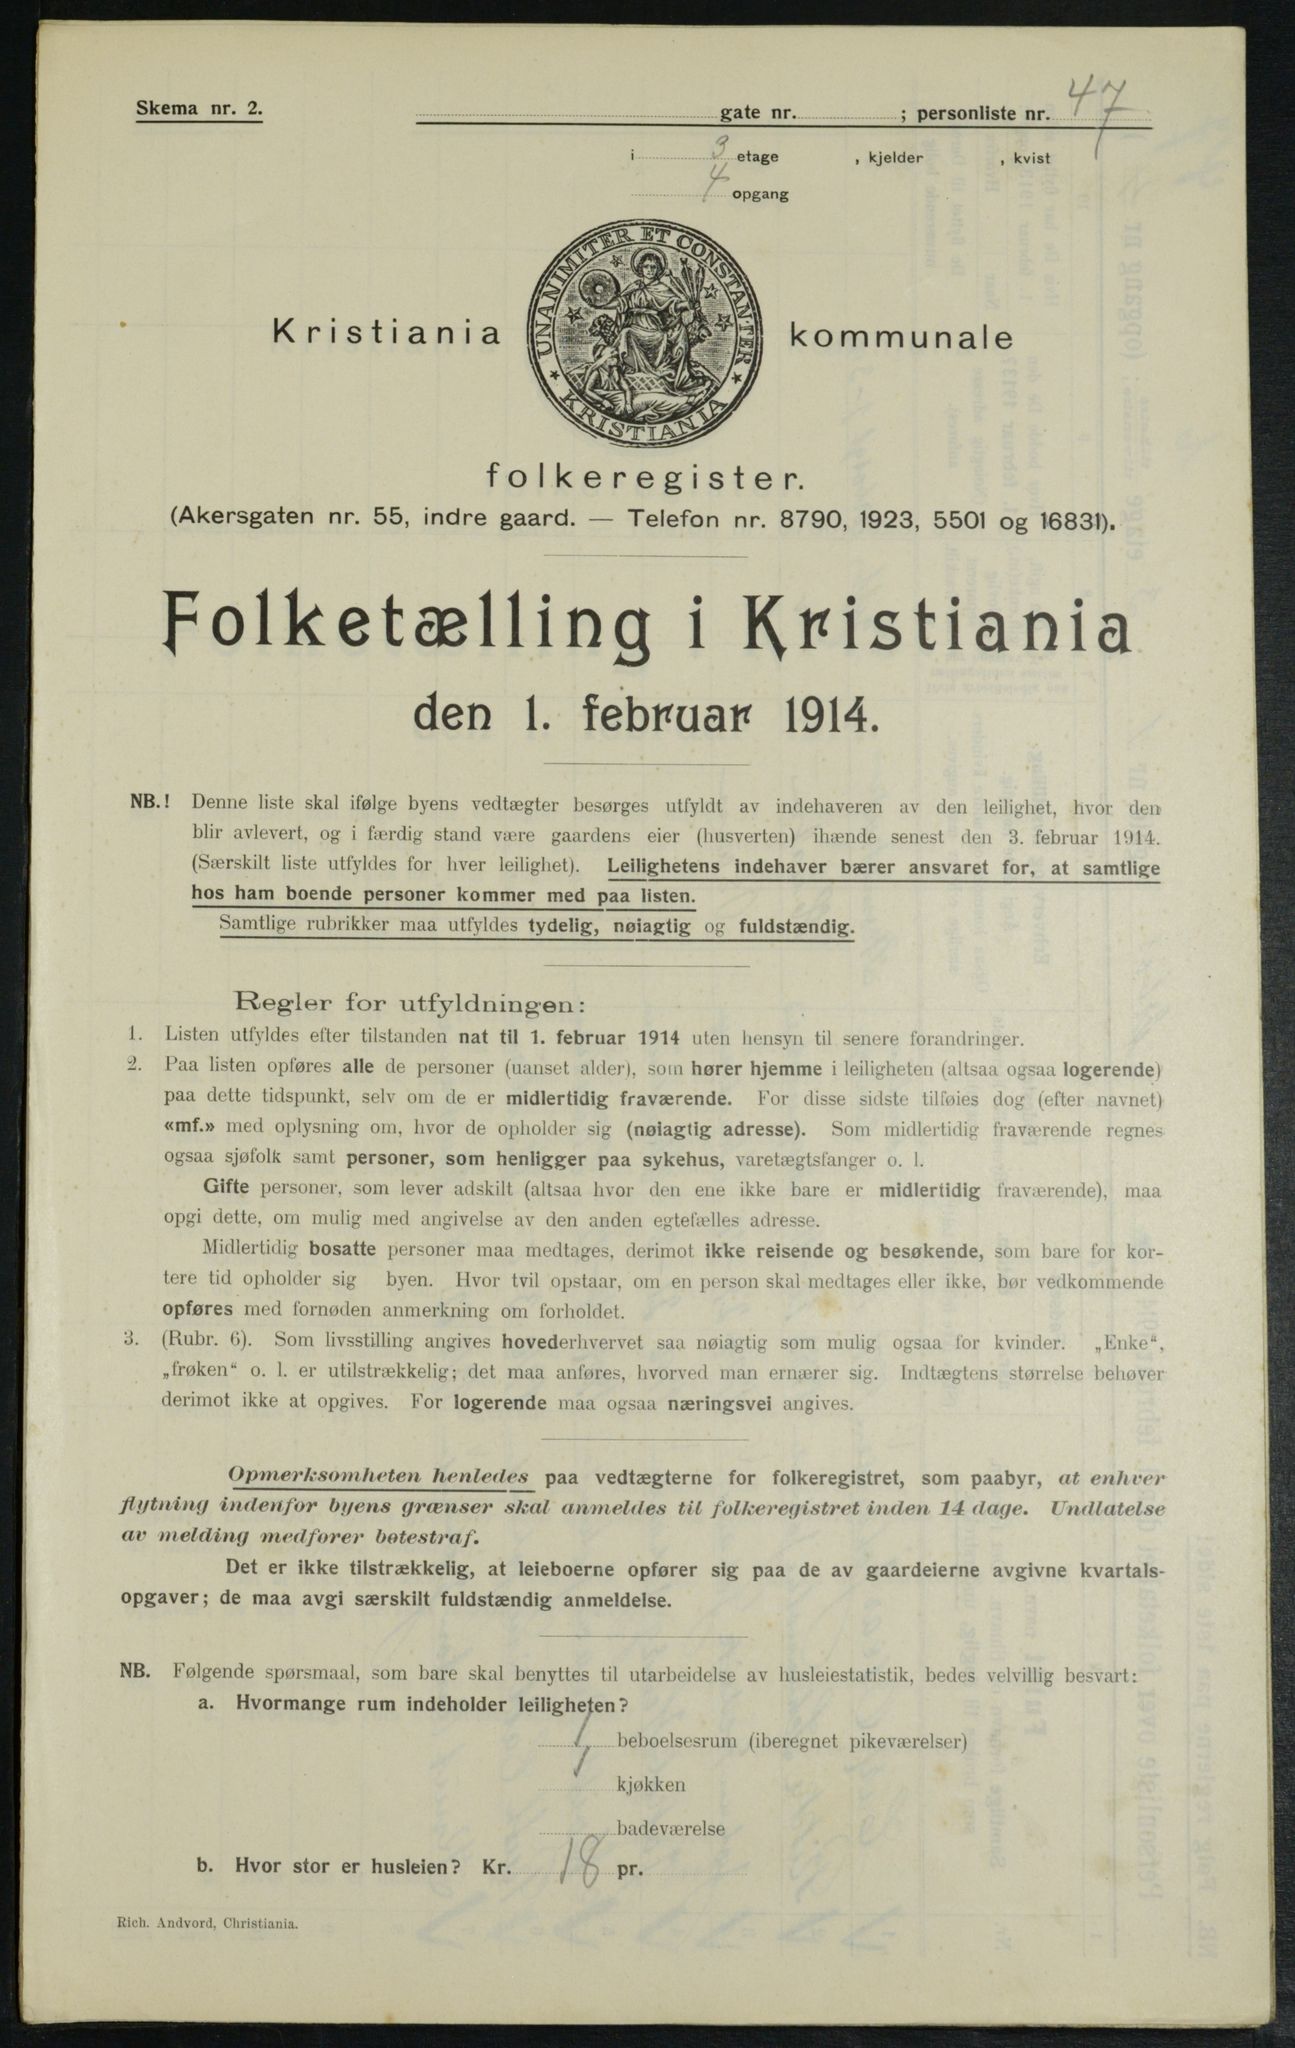 Skema nr. 2.
gate nr. ; personliste nr. 47
i 3 etage , kjelder , kvist
4 opgang
UNANIMITER ET CONSTANTER
KRISTIANIA
Kristiania kommunale
folkeregister.
(Akersgaten nr. 55, indre gaard. — Telefon nr. 8790, 1923, 5501 og 16831).
Folketælling i Kristiania
den 1. februar 1914.
NB.! Denne liste skal ifølge byens vedtægter besørges utfyldt av indehaveren av den leilighet, hvor den
blir avlevert, og i færdig stand være gaardens eier (husverten) ihænde senest den 3. februar 1914.
(Særskilt liste utfyldes for hver leilighet). Leilighetens indehaver bærer ansvaret for, at samtlige
hos ham boende personer kommer med paa listen.
Samtlige rubrikker maa utfyldes tydelig, nøiagtig og fuldstændig.
Regler for utfyldningen:
1. Listen utfyldes efter tilstanden nat til 1. februar 1914 uten hensyn til senere forandringer.
2. Paa listen opføres alle de personer (uanset alder), som hører hjemme i leiligheten (altsaa ogsaa logerende)
paa dette tidspunkt, selv om de er midlertidig fraværende. For disse sidste tilføies dog (efter navnet)
«mf.» med oplysning om, hvor de opholder sig (nøiagtig adresse). Som midlertidig fraværende regnes
ogsaa sjøfolk samt personer, som henligger paa sykehus, varetægtsfanger o. l.
Gifte personer, som lever adskilt (altsaa hvor den ene ikke bare er midlertidig fraværende), maa
opgi dette, om mulig med angivelse av den anden egtefælles adresse.
Midlertidig bosatte personer maa medtages, derimot ikke reisende og besøkende, som bare for kor-
tere tid opholder sig byen. Hvor tvil opstaar, om en person skal medtages eller ikke, bør vedkommende
opføres med fornøden anmerkning om forholdet.
3. (Rubr. 6). Som livsstilling angives hovederhvervet saa nøiagtig som mulig ogsaa for kvinder. „Enke“,
„frøken“ o. l. er utilstrækkelig; det maa anføres, hvorved man ernærer sig. Indtægtens størrelse behøver
derimot ikke at opgives. For logerende maa ogsaa næringsvei angives.
Opmerksomheten henledes paa vedtægterne for folkeregistret, som paabyr, at enhver
flytning indenfor byens grænser skal anmeldes til folkeregistret inden 14 dage. Undlatelse
av melding medfører bøtestraf.
Det er ikke tilstrækkelig, at leieboerne opfører sig paa de av gaardeierne avgivne kvartals-
opgaver; de maa avgi særskilt fuldstændig anmeldelse.
NB. Følgende spørsmaal, som bare skal benyttes til utarbeidelse av husleiestatistik, bedes velvillig besvart:
a. Hvormange rum indeholder leiligheten?
1 beboelsesrum (iberegnet pikeværelser)
1 kjøkken
badeværelse
b. Hvor stor er husleien? Kr. 18 pr.
Rich. Andvord, Christiania.